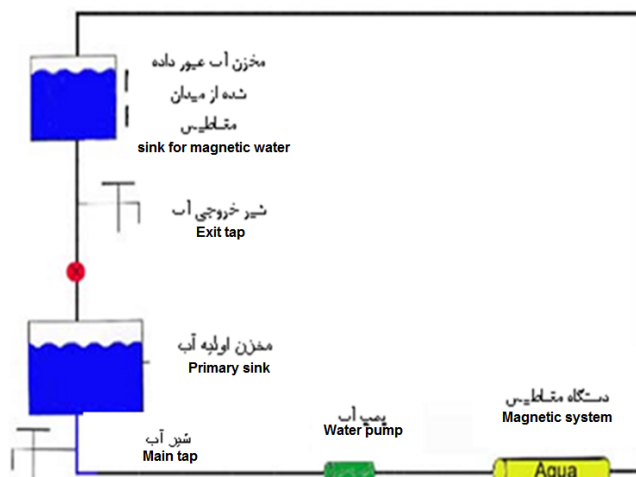 مخزن آب عبور داده
شده از میدان
مغناطیس
sink for magnetic water
شیر خروجی آب
Exit tap
مخزن اولیه آب
Primary sink
شیر آب
Main tap
پمپ آب
Water pump
دستگاه مغناطیس
Magnetic system
Aqua